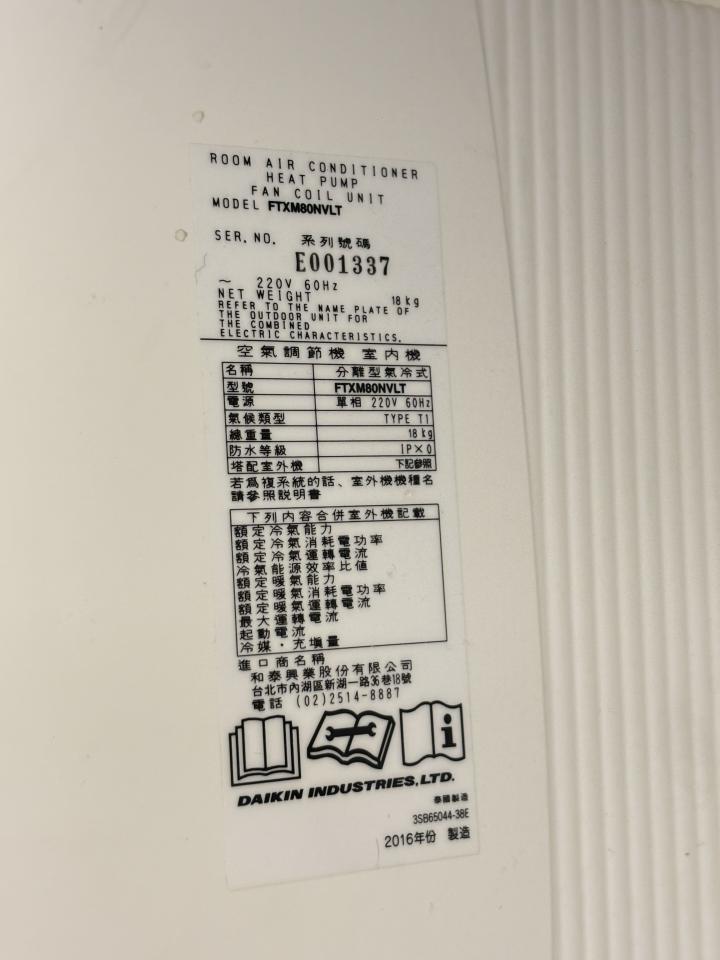 ROOM AIR CONDITIONER
HEAT PUMP
FAN COIL UNIT
MODEL FTXM80NVLT
SER. NO. 系列號碼
E001337
~ 220V 60Hz
NET WEIGHT 18 kg
REFER TO THE NAME PLATE OF
THE OUTDOOR UNIT FOR
THE COMBINED
ELECTRIC CHARACTERISTICS.
空氣調節機 室內機
名稱 分離型氣冷式
型號 FTXM80NVLT
電源 單相 220V 60Hz
氣候類型 TYPE T1
總重量 18 kg
防水等級 IP×0
塔配室外機 下記參照
若爲複系統的話、室外機機種名
請參照説明書
下列內容合併室外機記載
額定冷氣能力
額定冷氣消耗電功率
額定冷氣運轉電流
冷氣能源效率比值
額定暖氣能力
額定暖氣消耗電功率
額定暖氣運轉電流
最大運轉電流
起動電流
冷媒・充塡量
進口商名稱
和泰興業股份有限公司
台北市內湖區新湖一路36巷18號
電話 (02)2514-8887
DAIKIN INDUSTRIES,LTD.
泰國製造
3SB65044-38E
2016年份 製造